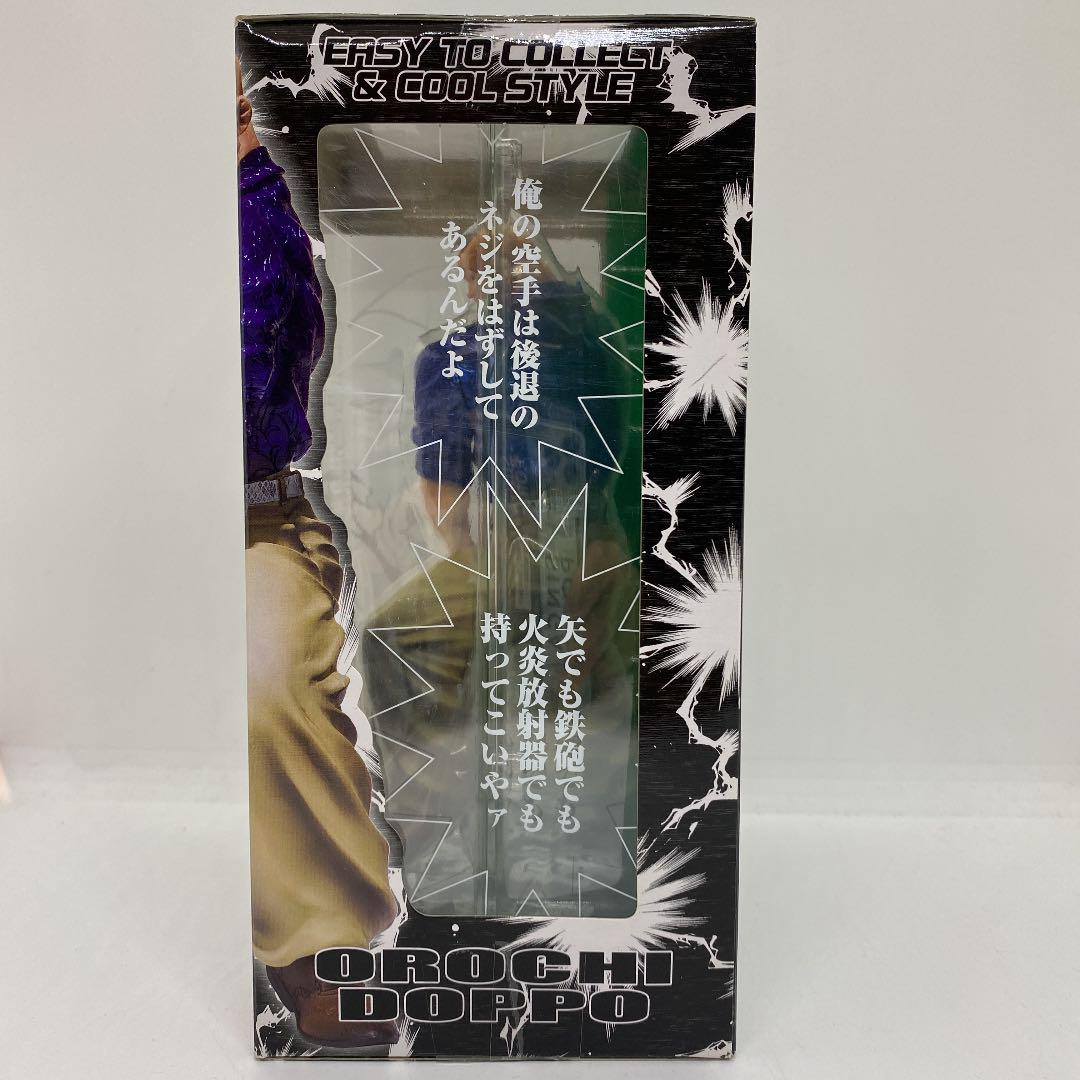 EASY TO COLLECT
& COOL STYLE
俺の空手は後退の
ネジをはずして
あるんだよ
矢でも鉄砲でも
火炎放射器でも
持ってこいやァ
OROCHI
DOPPO